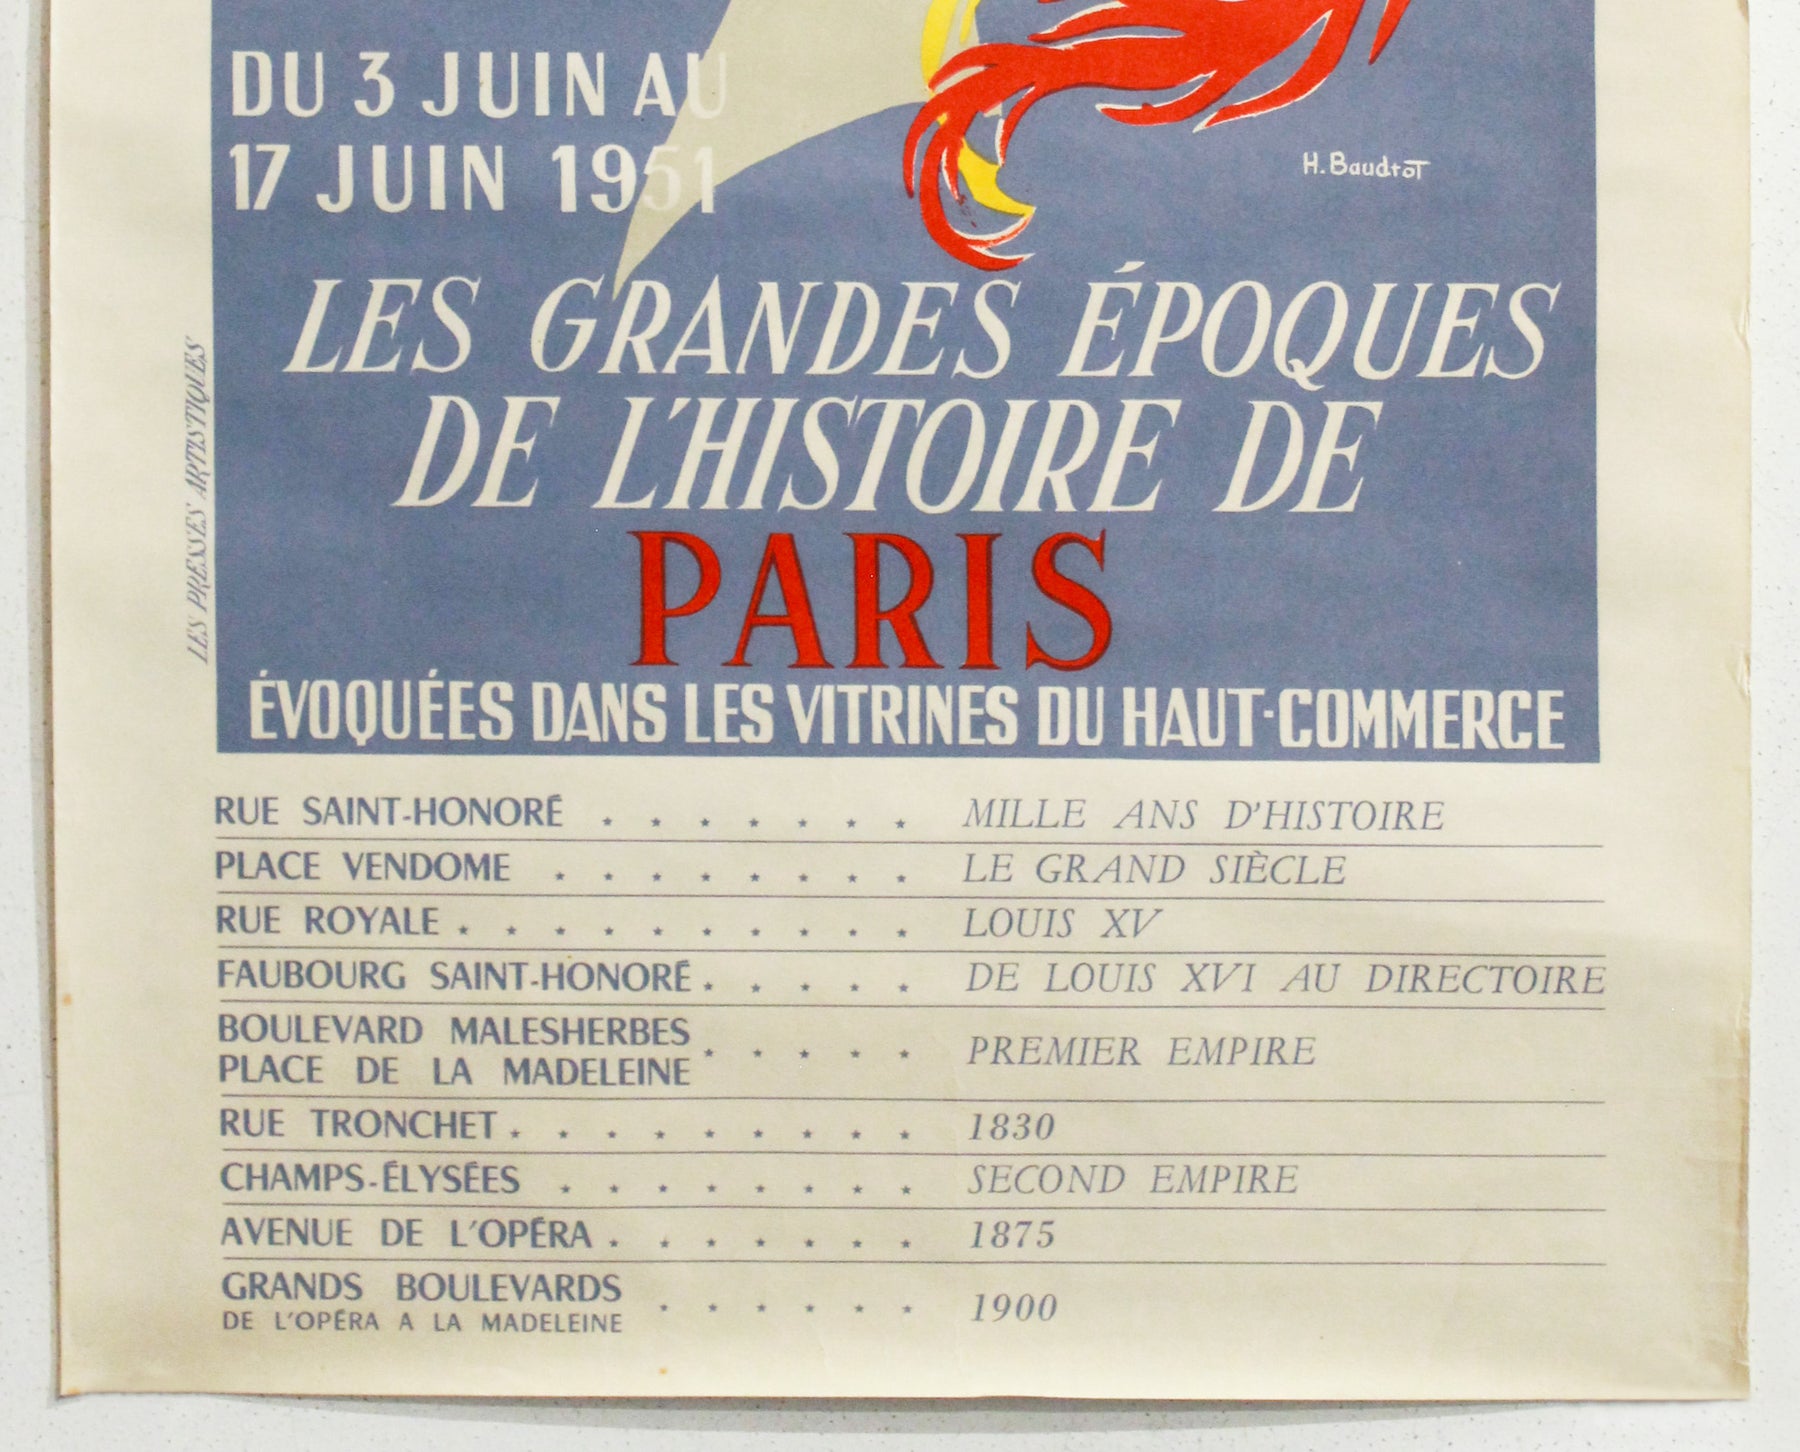 DU 3 JUIN AU
17 JUIN 1951
H. Baudrot
LES GRANDES ÉPOQUES
DE L'HISTOIRE DE
PARIS
ÉVOQUÉES DANS LES VITRINES DU HAUT-COMMERCE
LES PRESSES ARTISTIQUES
RUE SAINT-HONORÉ . . . . . . . MILLE ANS D'HISTOIRE
PLACE VENDOME . . . . . . . . LE GRAND SIÈCLE
RUE ROYALE . . . . . . . . . . LOUIS XV
FAUBOURG SAINT-HONORÉ . . . . . DE LOUIS XVI AU DIRECTOIRE
BOULEVARD MALESHERBES
PLACE DE LA MADELEINE . . . . . PREMIER EMPIRE
RUE TRONCHET . . . . . . . . . 1830
CHAMPS-ÉLYSÉES . . . . . . . . SECOND EMPIRE
AVENUE DE L'OPÉRA . . . . . . . 1875
GRANDS BOULEVARDS
DE L'OPÉRA A LA MADELEINE . . . . . . 1900